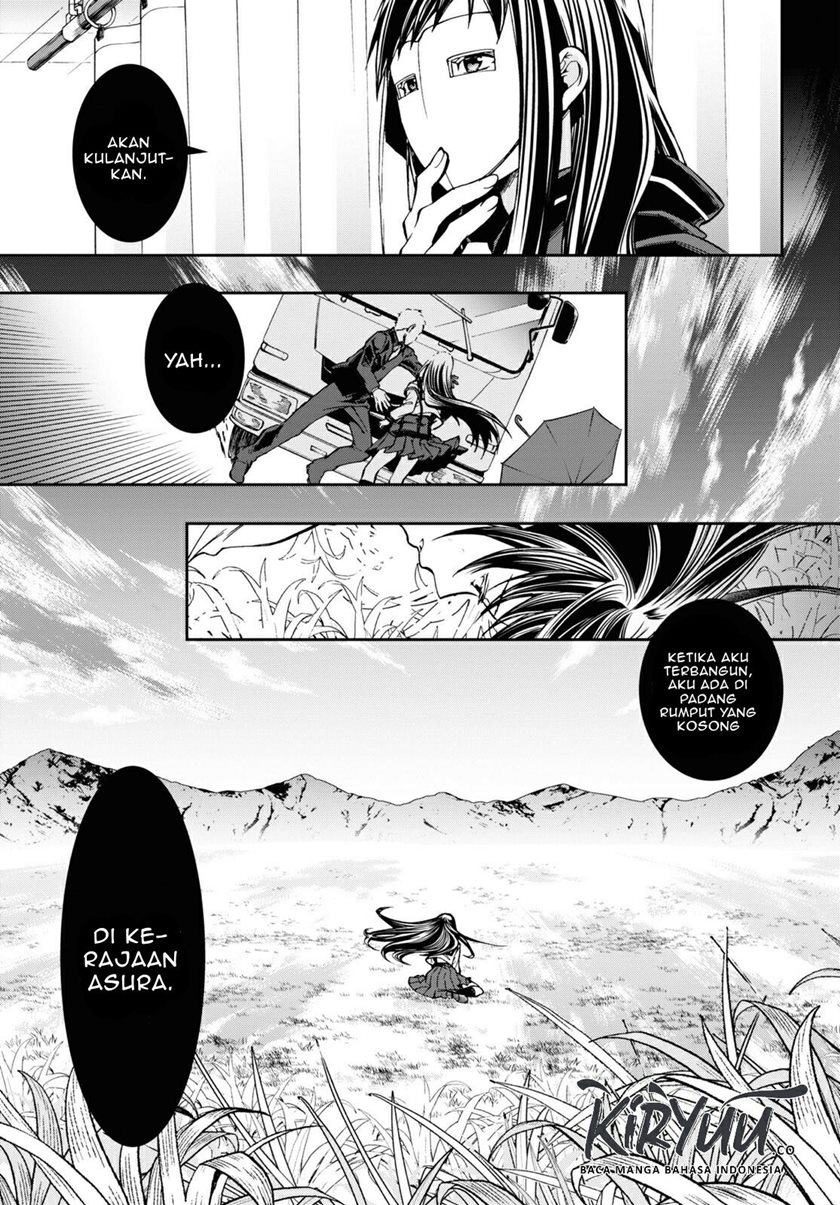 AKAN
KULANJUT-
KAN.
YAH...
KETIKA AKU
TERBANGUN,
AKU ADA DI
PADANG
RUMPUT YANG
KOSONG
DI KE-
RAJAAN
ASURA.
KIRYUU.CO
BACA MANGA BAHASA INDONESIA